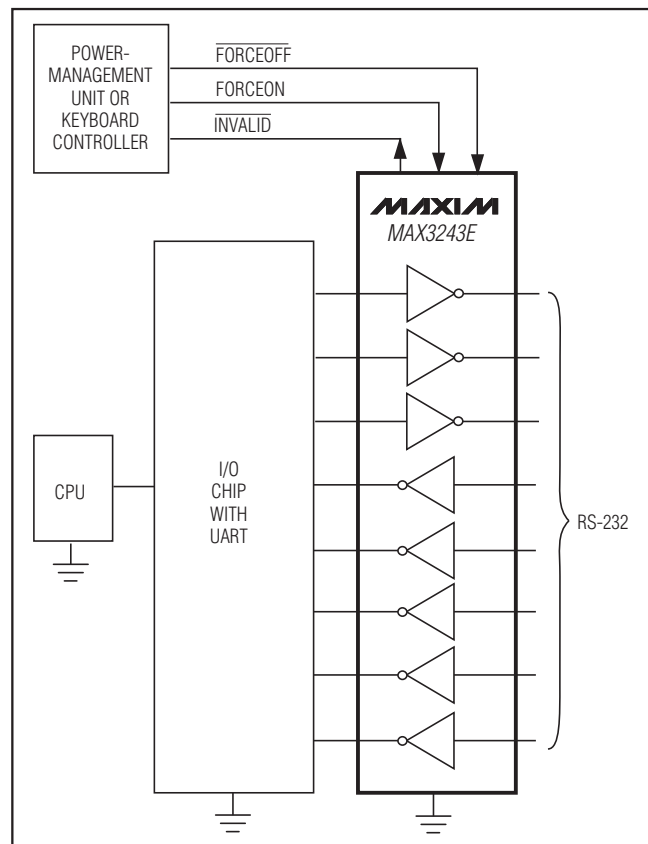 POWER-
MANAGEMENT
UNIT OR
KEYBOARD
CONTROLLER
FORCEOFF
FORCEON
INVALID
MAXIM
MAX3243E
CPU
I/O
CHIP
WITH
UART
RS-232